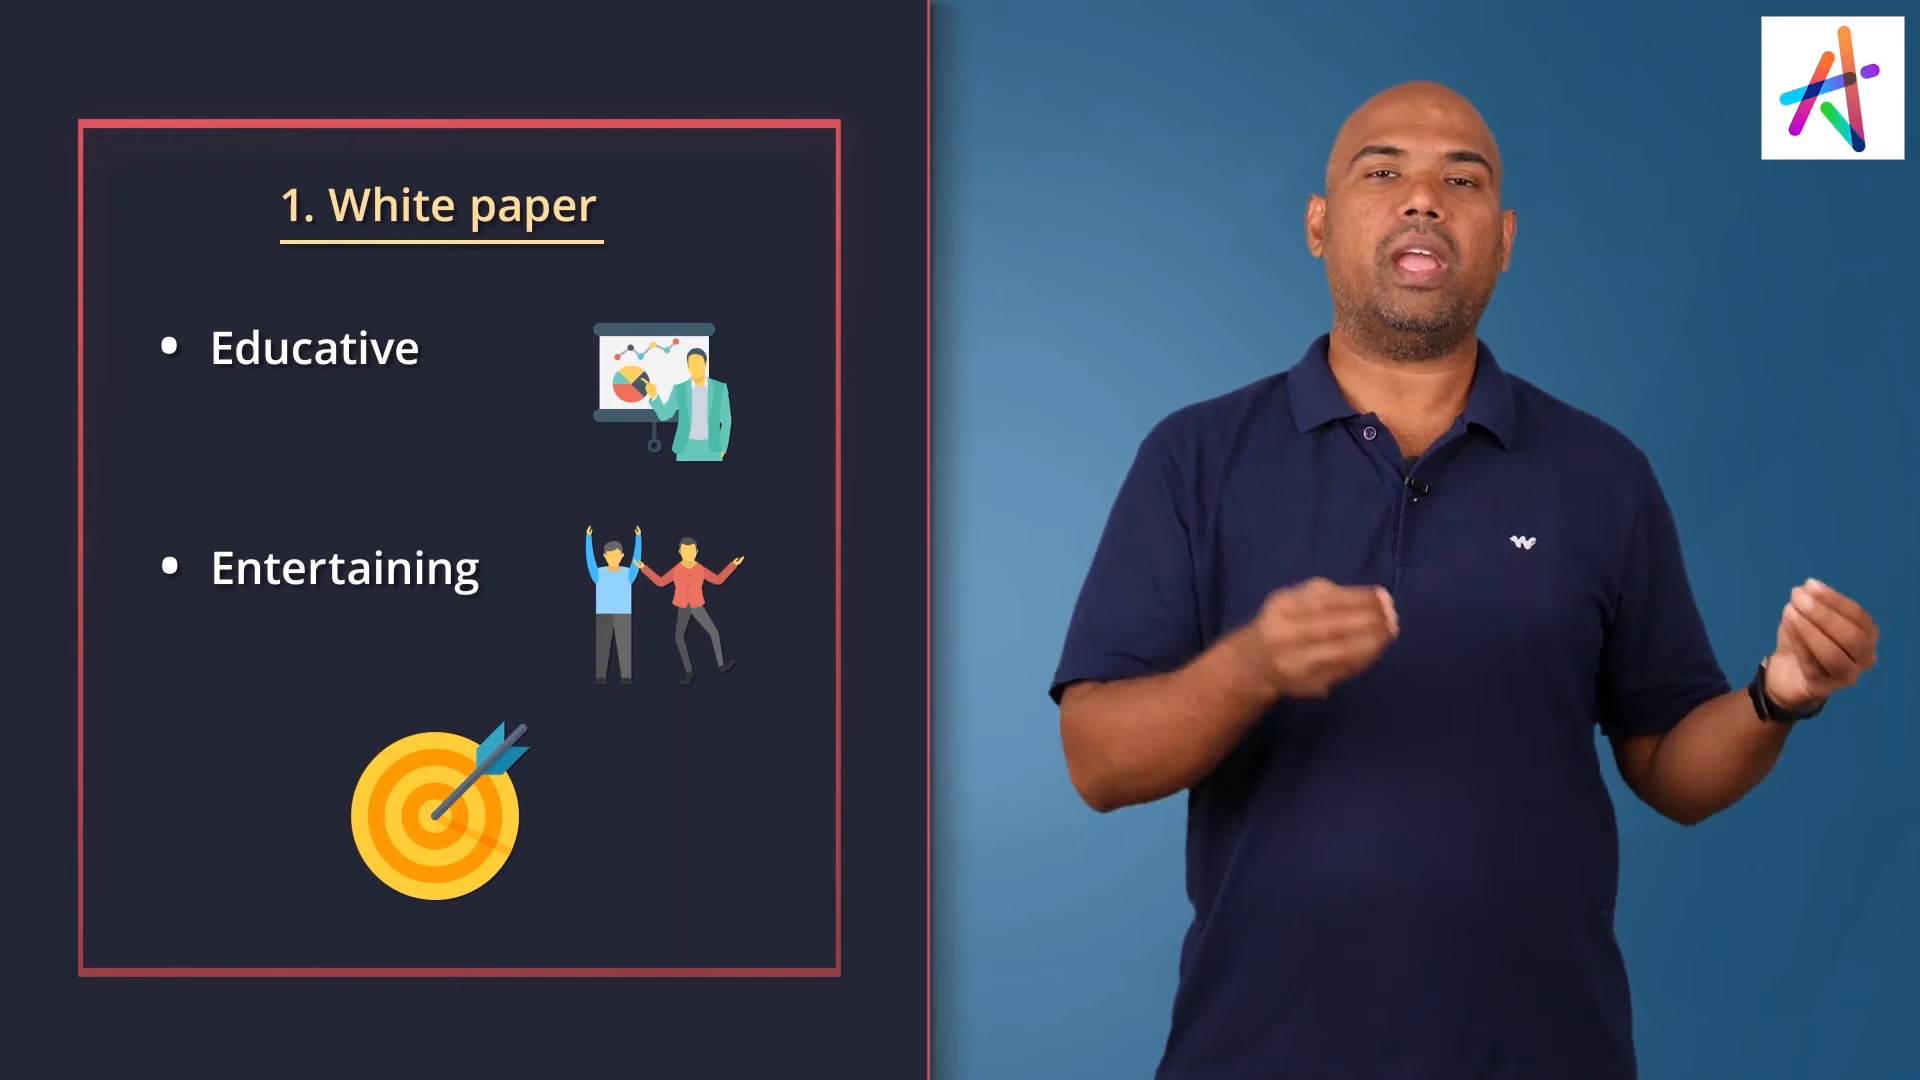 1. White paper
• Educative
• Entertaining